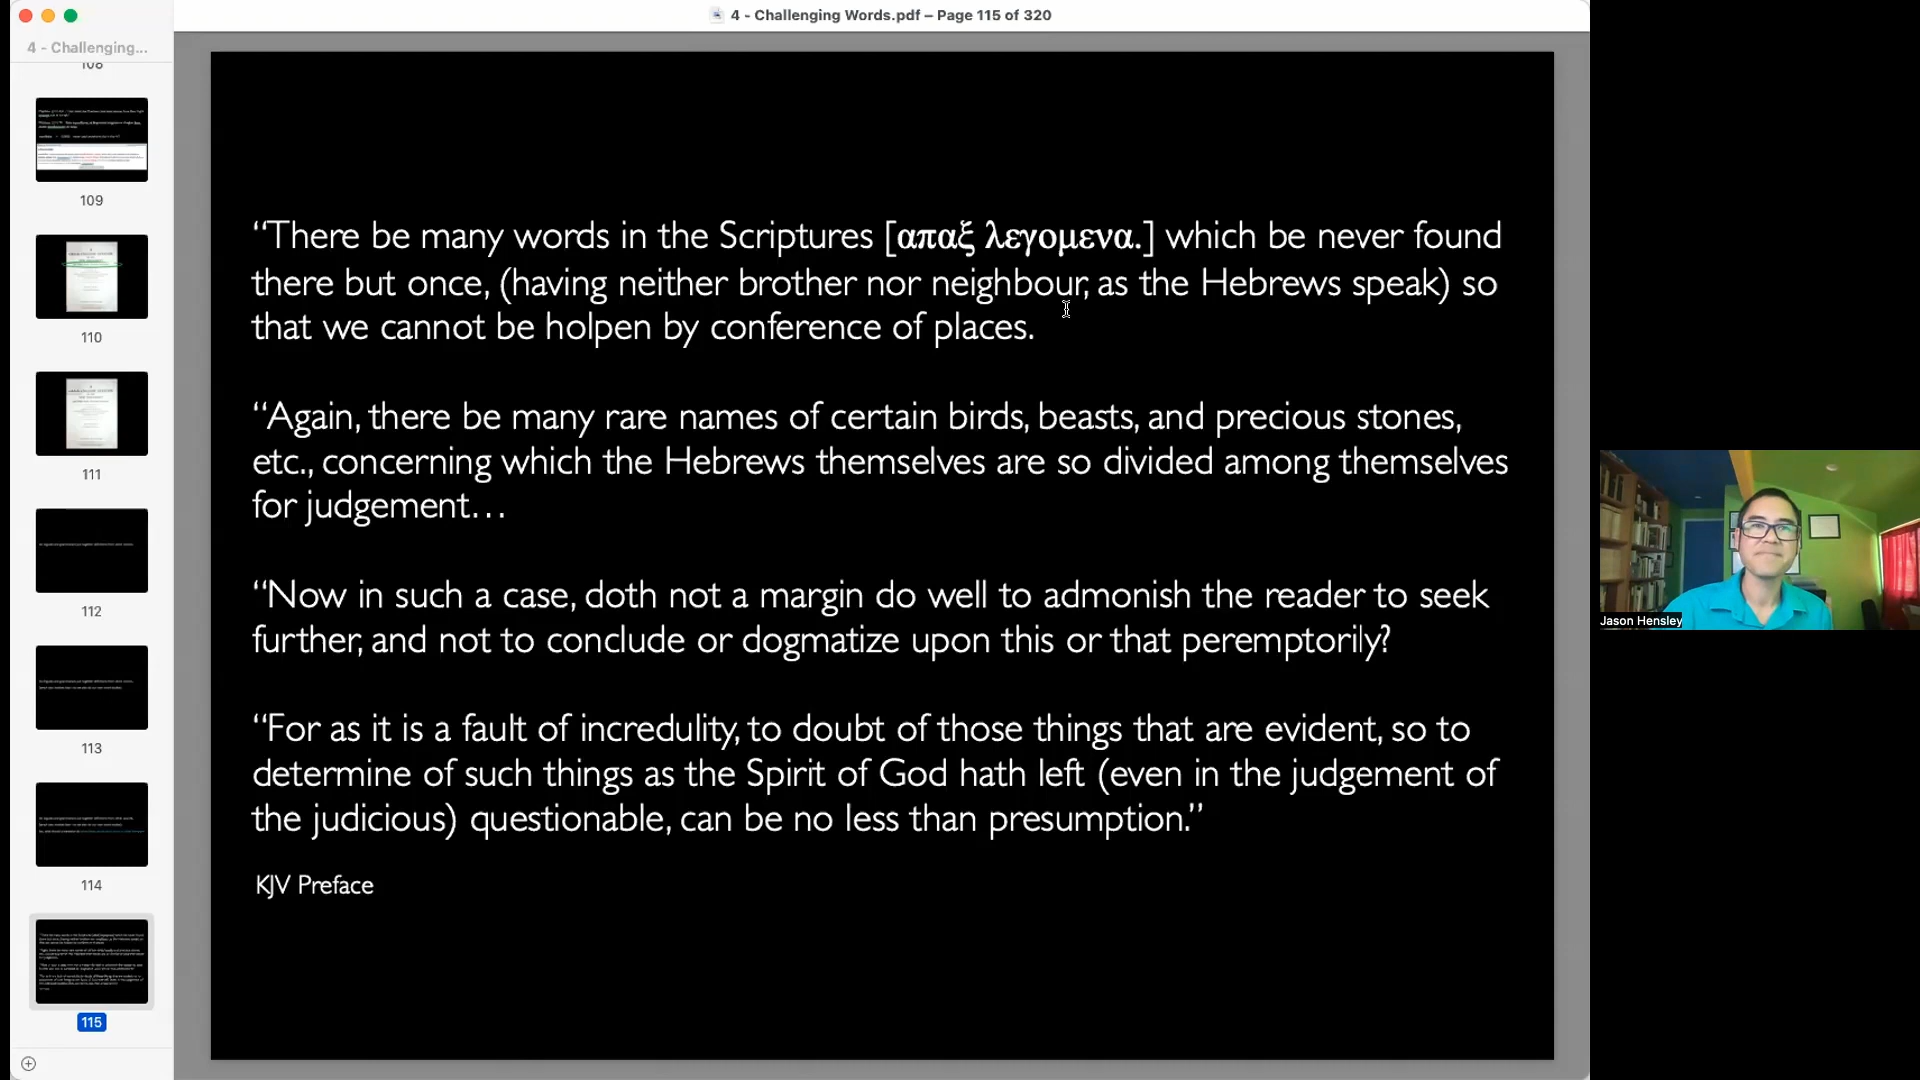 4 - Challenging Words.pdf – Page 115 of 320
4 - Challenging...
108
109
110
111
112
113
114
115
“There be many words in the Scriptures [απαξ λεγομενα.] which be never found
there but once, (having neither brother nor neighbour, as the Hebrews speak) so
that we cannot be holpen by conference of places.
“Again, there be many rare names of certain birds, beasts, and precious stones,
etc., concerning which the Hebrews themselves are so divided among themselves
for judgement…
“Now in such a case, doth not a margin do well to admonish the reader to seek
further, and not to conclude or dogmatize upon this or that peremptorily?
“For as it is a fault of incredulity, to doubt of those things that are evident, so to
determine of such things as the Spirit of God hath left (even in the judgement of
the judicious) questionable, can be no less than presumption.”
KJV Preface
Jason Hensley